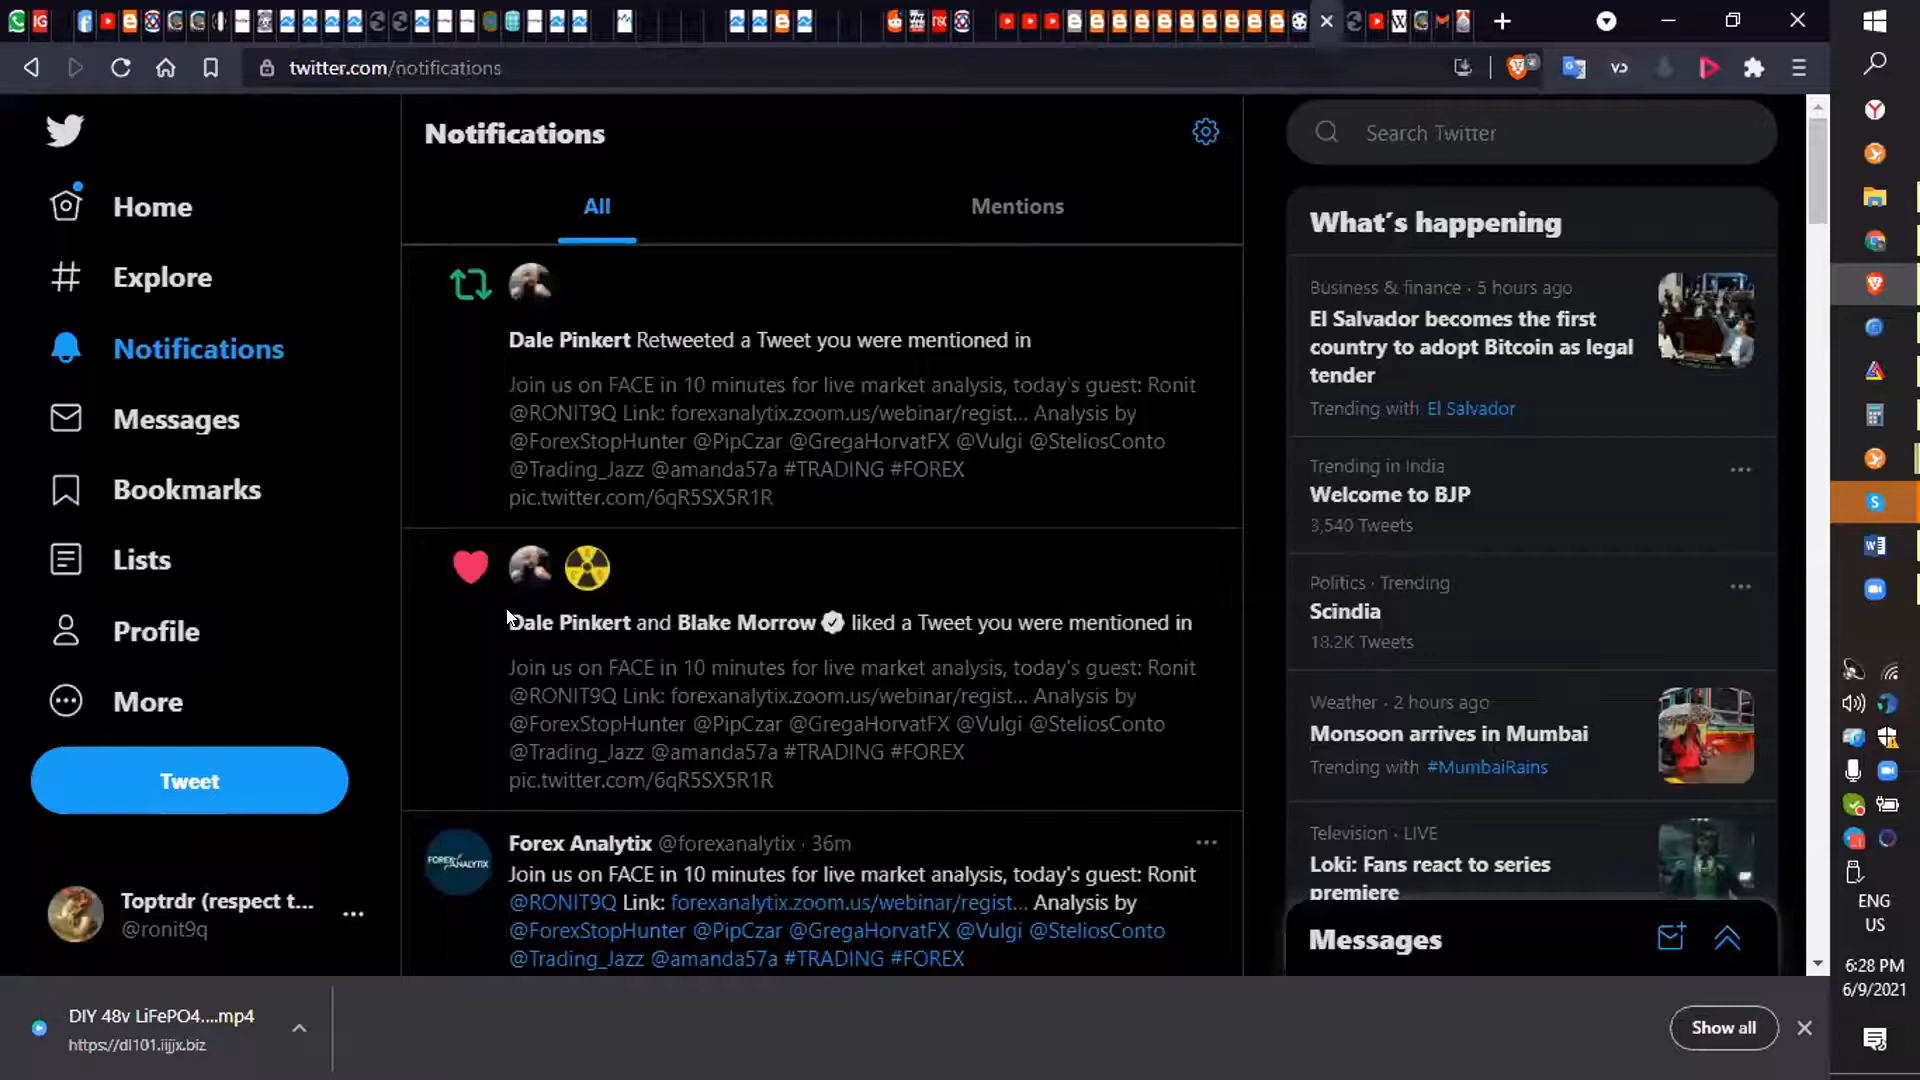 twitter.com/notifications
Notifications
Search Twitter
Home
Explore
Notifications
Messages
Bookmarks
Lists
Profile
More
Tweet
Toptrdr (respect t...
@ronit9q
All
Mentions
Dale Pinkert Retweeted a Tweet you were mentioned in
Join us on FACE in 10 minutes for live market analysis, today's guest: Ronit
@RONIT9Q Link: forexanalytix.zoom.us/webinar/regist... Analysis by
@ForexStopHunter @PipCzar @GregaHorvatFX @Vulgi @SteliosConto
@Trading_Jazz @amanda57a #TRADING #FOREX
pic.twitter.com/6qR5SX5R1R
Dale Pinkert and Blake Morrow liked a Tweet you were mentioned in
Join us on FACE in 10 minutes for live market analysis, today's guest: Ronit
@RONIT9Q Link: forexanalytix.zoom.us/webinar/regist... Analysis by
@ForexStopHunter @PipCzar @GregaHorvatFX @Vulgi @SteliosConto
@Trading_Jazz @amanda57a #TRADING #FOREX
pic.twitter.com/6qR5SX5R1R
Forex Analytix @forexanalytix · 36m
Join us on FACE in 10 minutes for live market analysis, today's guest: Ronit
@RONIT9Q Link: forexanalytix.zoom.us/webinar/regist... Analysis by
@ForexStopHunter @PipCzar @GregaHorvatFX @Vulgi @SteliosConto
@Trading_Jazz @amanda57a #TRADING #FOREX
What's happening
Business & finance · 5 hours ago
El Salvador becomes the first
country to adopt Bitcoin as legal
tender
Trending with El Salvador
Trending in India
Welcome to BJP
3,540 Tweets
Politics · Trending
Scindia
18.2K Tweets
Weather · 2 hours ago
Monsoon arrives in Mumbai
Trending with #MumbaiRains
Television · LIVE
Loki: Fans react to series
premiere
Messages
DIY 48v LiFePO4....mp4
https://dl101.iijjx.biz
Show all
ENG
US
6:28 PM
6/9/2021